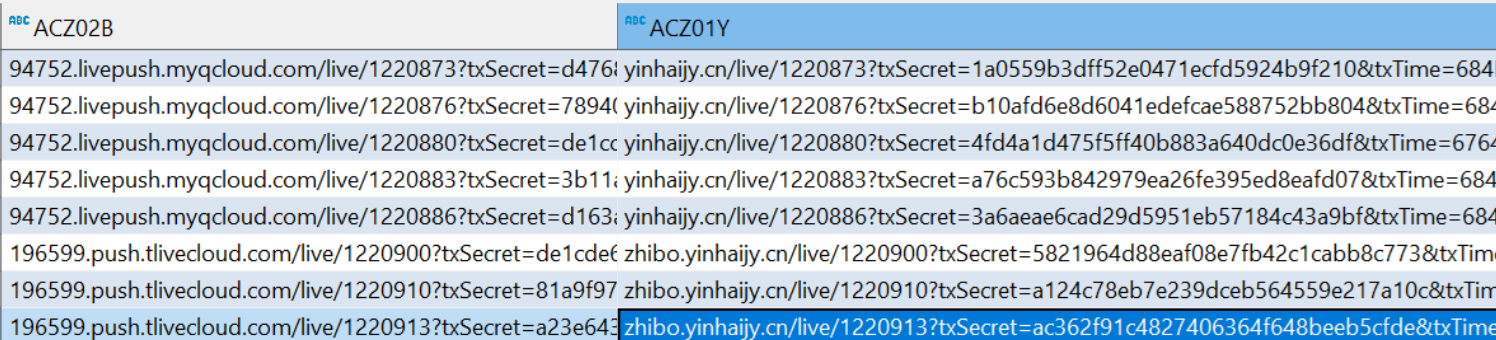 ABC ACZ02B ABC ACZ01Y
94752.livepush.myqcloud.com/live/1220873?txSecret=d476 yinhaijy.cn/live/1220873?txSecret=1a0559b3dff52e0471ecfd5924b9f210&txTime=684
94752.livepush.myqcloud.com/live/1220876?txSecret=7894 yinhaijy.cn/live/1220876?txSecret=b10afd6e8d6041edefcae588752bb804&txTime=684
94752.livepush.myqcloud.com/live/1220880?txSecret=de1c yinhaijy.cn/live/1220880?txSecret=4fd4a1d475f5ff40b883a640dc0e36df&txTime=6764
94752.livepush.myqcloud.com/live/1220883?txSecret=3b11 yinhaijy.cn/live/1220883?txSecret=a76c593b842979ea26fe395ed8eafd07&txTime=684
94752.livepush.myqcloud.com/live/1220886?txSecret=d163 yinhaijy.cn/live/1220886?txSecret=3a6aeae6cad29d5951eb57184c43a9bf&txTime=684
196599.push.tlivecloud.com/live/1220900?txSecret=de1cde6 zhibo.yinhaijy.cn/live/1220900?txSecret=5821964d88eaf08e7fb42c1cabb8c773&txTim
196599.push.tlivecloud.com/live/1220910?txSecret=81a9f97 zhibo.yinhaijy.cn/live/1220910?txSecret=a124c78eb7e239dceb564559e217a10c&txTim
196599.push.tlivecloud.com/live/1220913?txSecret=a23e643 zhibo.yinhaijy.cn/live/1220913?txSecret=ac362f91c4827406364f648beeb5cfde&txTime